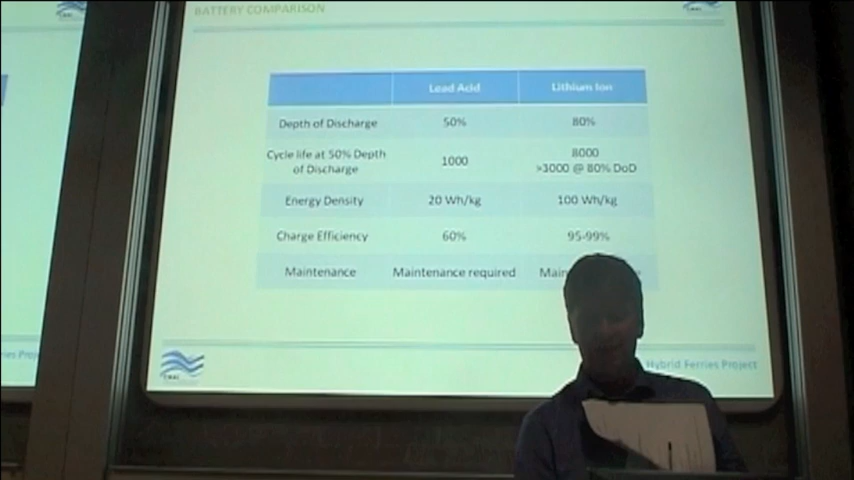 BATTERY COMPARISON
Lead Acid Lithium Ion
Depth of Discharge 50% 80%
Cycle life at 50% Depth of Discharge 1000 8000
>3000 @ 80% DoD
Energy Density 20 Wh/kg 100 Wh/kg
Charge Efficiency 60% 95-99%
Maintenance Maintenance required
Hybrid Ferries Project